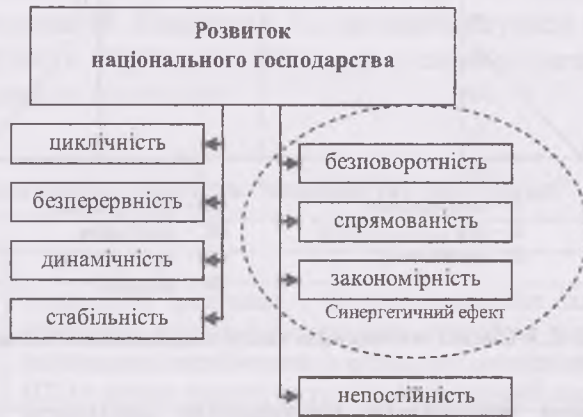 Розвиток
національного господарства
циклічність
безперервність
динамічність
стабільність
безповоротність
спрямованість
закономірність
Синергетичний ефект
непостійність